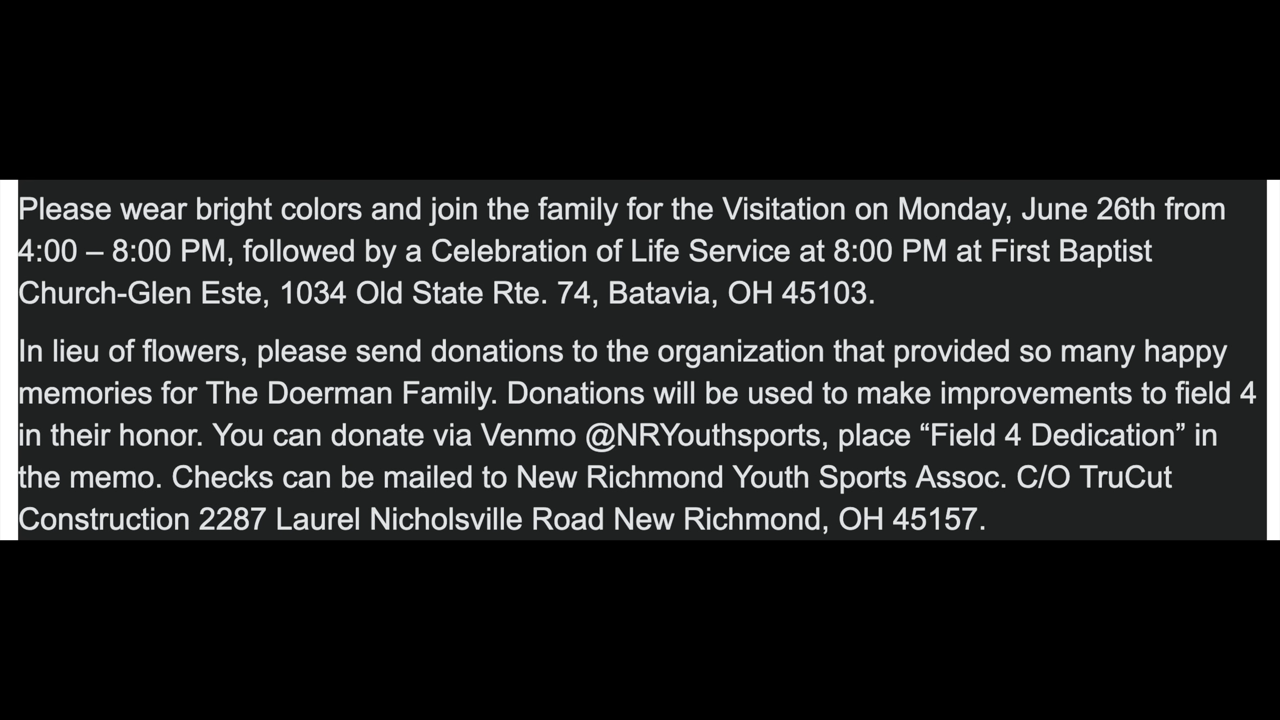 Please wear bright colors and join the family for the Visitation on Monday, June 26th from
4:00 – 8:00 PM, followed by a Celebration of Life Service at 8:00 PM at First Baptist
Church-Glen Este, 1034 Old State Rte. 74, Batavia, OH 45103.
In lieu of flowers, please send donations to the organization that provided so many happy
memories for The Doerman Family. Donations will be used to make improvements to field 4
in their honor. You can donate via Venmo @NRYouthsports, place “Field 4 Dedication” in
the memo. Checks can be mailed to New Richmond Youth Sports Assoc. C/O TruCut
Construction 2287 Laurel Nicholsville Road New Richmond, OH 45157.